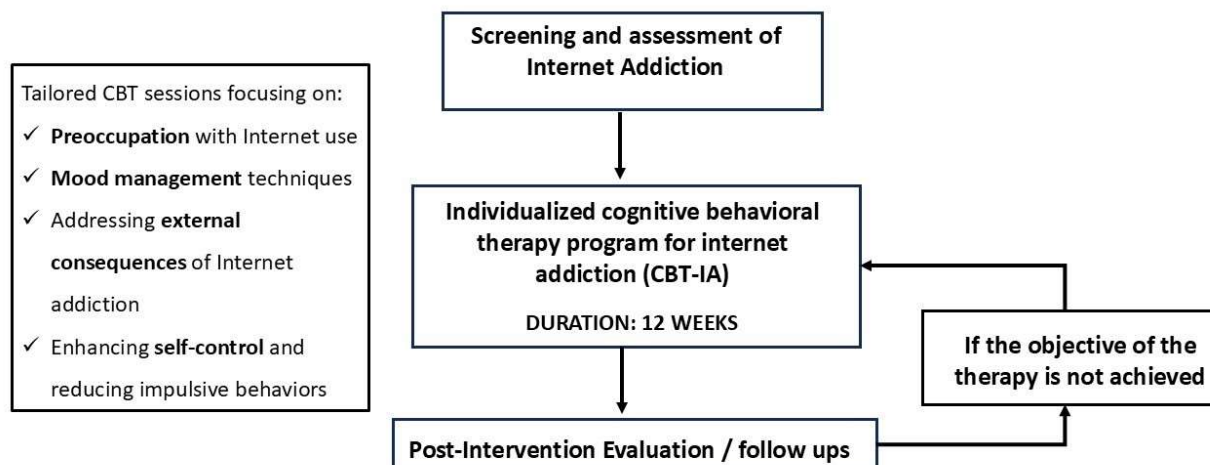 Screening and assessment of
Internet Addiction
Tailored CBT sessions focusing on:
✓ Preoccupation with Internet use
✓ Mood management techniques
✓ Addressing external
consequences of Internet
addiction
✓ Enhancing self-control and
reducing impulsive behaviors
Individualized cognitive behavioral
therapy program for internet
addiction (CBT-IA)
DURATION: 12 WEEKS
If the objective of the
therapy is not achieved
Post-Intervention Evaluation / follow ups